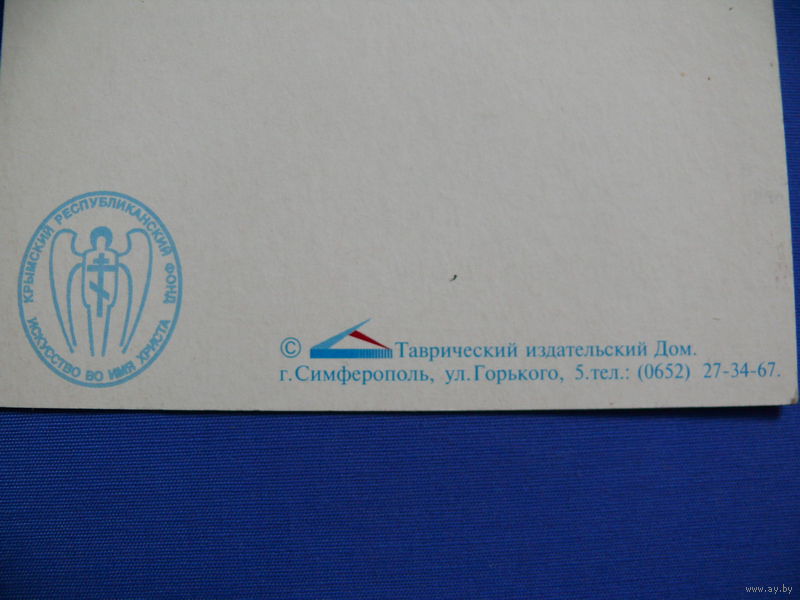 КРЫМСКИЙ РЕСПУБЛИКАНСКИЙ ФОНД
ИСКУССТВО ВО ИМЯ ХРИСТА
© Таврический издательский Дом.
г.Симферополь, ул.Горького, 5.тел.: (0652) 27-34-67.
www.ay.by